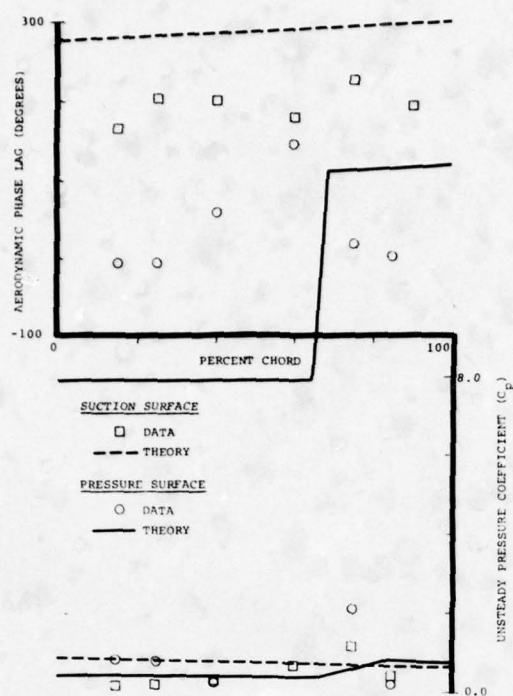 300
AERODYNAMIC PHASE LAG (DEGREES)
-100
0
PERCENT CHORD
100
8.0
SUCTION SURFACE
DATA
THEORY
PRESSURE SURFACE
DATA
THEORY
UNSTEADY PRESSURE COEFFICIENT (Cp)
0.0